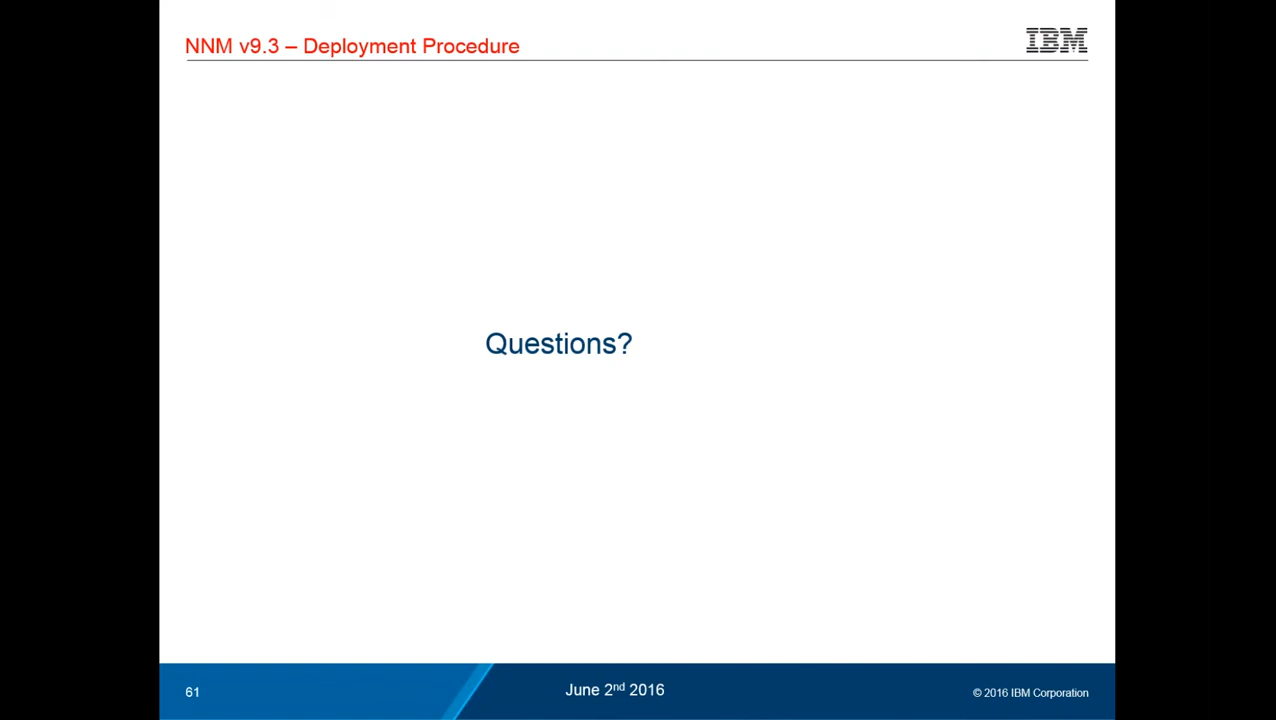 NNM v9.3 – Deployment Procedure
IBM
Questions?
61
June 2nd 2016
© 2016 IBM Corporation